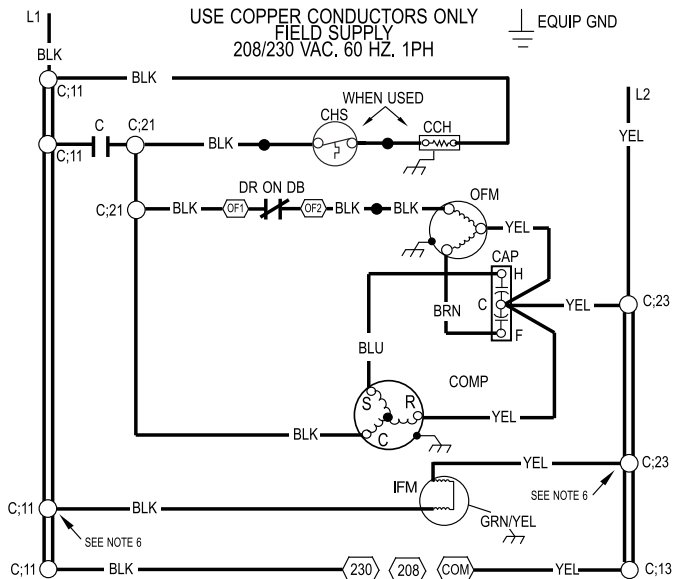 USE COPPER CONDUCTORS ONLY
FIELD SUPPLY
208/230 VAC. 60 HZ. 1PH
EQUIP GND
L1
BLK
C;11
BLK
L2
WHEN USED
CHS
CCH
YEL
C;11
C
C;21
BLK
C;21
BLK
OF1
DR ON DB
OF2
BLK
BLK
OFM
YEL
CAP
H
C
F
YEL
C;23
BRN
BLU
COMP
S
R
C
YEL
BLK
YEL
C;23
IFM
SEE NOTE 6
C;11
BLK
GRN/YEL
SEE NOTE 6
C;11
BLK
230
208
COM
YEL
C;13